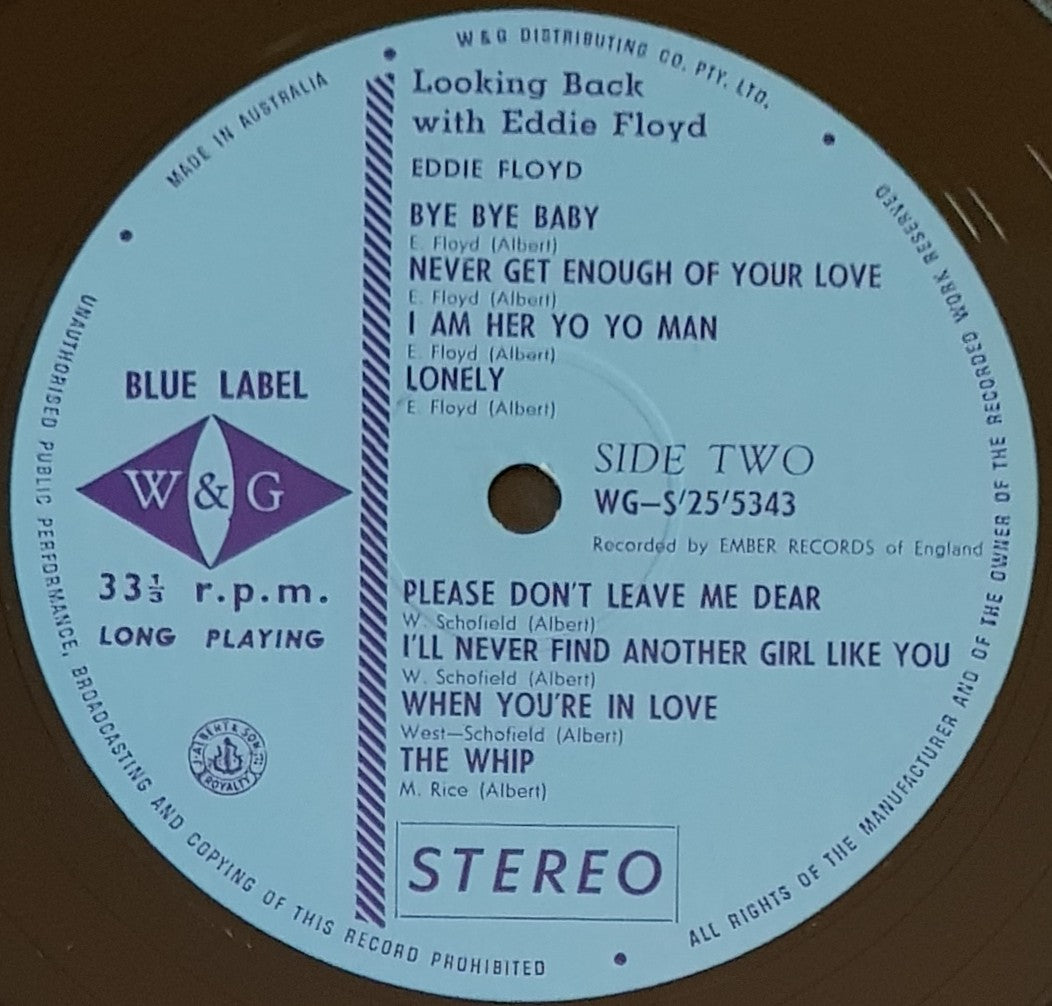 W & G DISTRIBUTING CO. PTY. LTD.
MADE IN AUSTRALIA
Looking Back
with Eddie Floyd
EDDIE FLOYD
BYE BYE BABY
E. Floyd (Albert)
NEVER GET ENOUGH OF YOUR LOVE
E. Floyd (Albert)
I AM HER YO YO MAN
E. Floyd (Albert)
LONELY
E. Floyd (Albert)
BLUE LABEL
W & G
33⅓ r.p.m.
LONG PLAYING
SIDE TWO
WG—S/25/5343
Recorded by EMBER RECORDS of England
PLEASE DON'T LEAVE ME DEAR
W. Schofield (Albert)
I'LL NEVER FIND ANOTHER GIRL LIKE YOU
W. Schofield (Albert)
WHEN YOU'RE IN LOVE
West—Schofield (Albert)
THE WHIP
M. Rice (Albert)
J. ALBERT & SON
ROYALTY
STEREO
UNAUTHORISED PUBLIC PERFORMANCE, BROADCASTING AND COPYING OF THIS RECORD PROHIBITED
ALL RIGHTS OF THE MANUFACTURER AND OF THE OWNER OF THE RECORDED WORK RESERVED